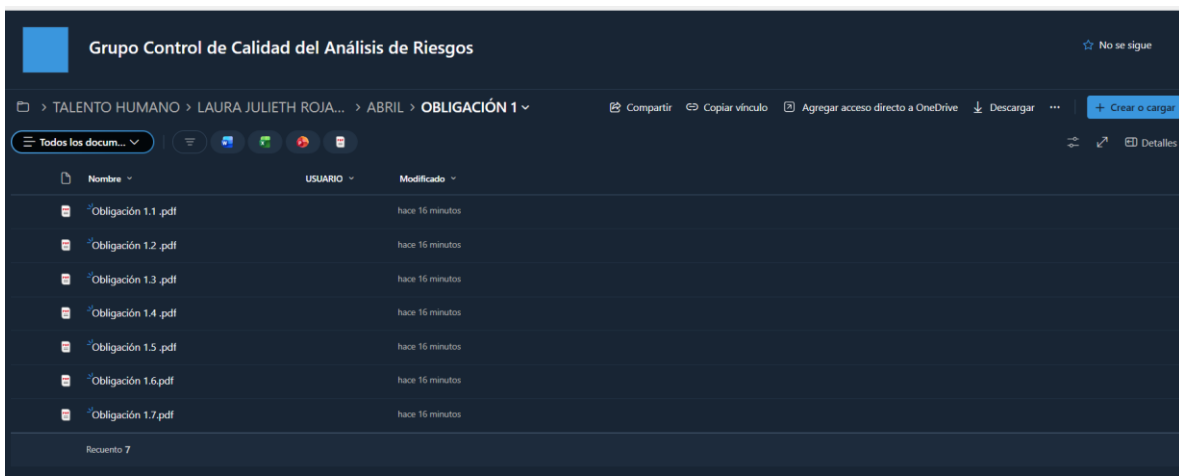 Grupo Control de Calidad del Análisis de Riesgos
No se sigue
> TALENTO HUMANO > LAURA JULIETH ROJA... > ABRIL > OBLIGACIÓN 1
Compartir Copiar vínculo Agregar acceso directo a OneDrive Descargar ... + Crear o cargar
Todos los docum... Detalles
Nombre USUARIO Modificado
Obligación 1.1 .pdf hace 16 minutos
Obligación 1.2 .pdf hace 16 minutos
Obligación 1.3 .pdf hace 16 minutos
Obligación 1.4 .pdf hace 16 minutos
Obligación 1.5 .pdf hace 16 minutos
Obligación 1.6.pdf hace 16 minutos
Obligación 1.7.pdf hace 16 minutos
Recuento 7